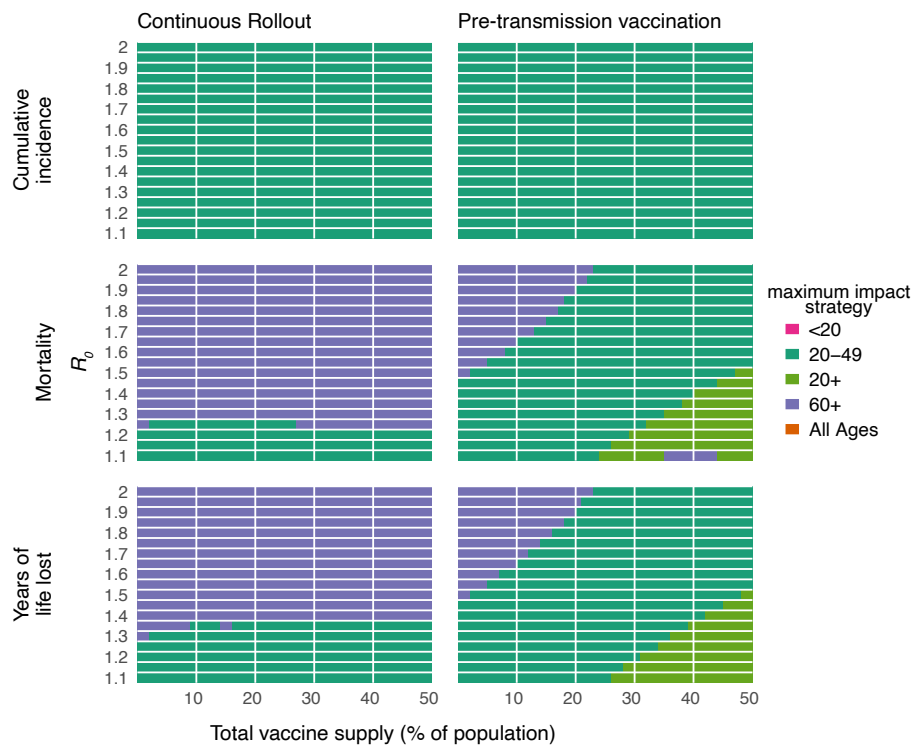 Continuous Rollout
Pre-transmission vaccination
Cumulative
incidence
2
1.9
1.8
1.7
1.6
1.5
1.4
1.3
1.2
1.1
Mortality
R0
2
1.9
1.8
1.7
1.6
1.5
1.4
1.3
1.2
1.1
Years of
life lost
2
1.9
1.8
1.7
1.6
1.5
1.4
1.3
1.2
1.1
10 20 30 40 50
10 20 30 40 50
Total vaccine supply (% of population)
maximum impact
strategy
<20
20–49
20+
60+
All Ages